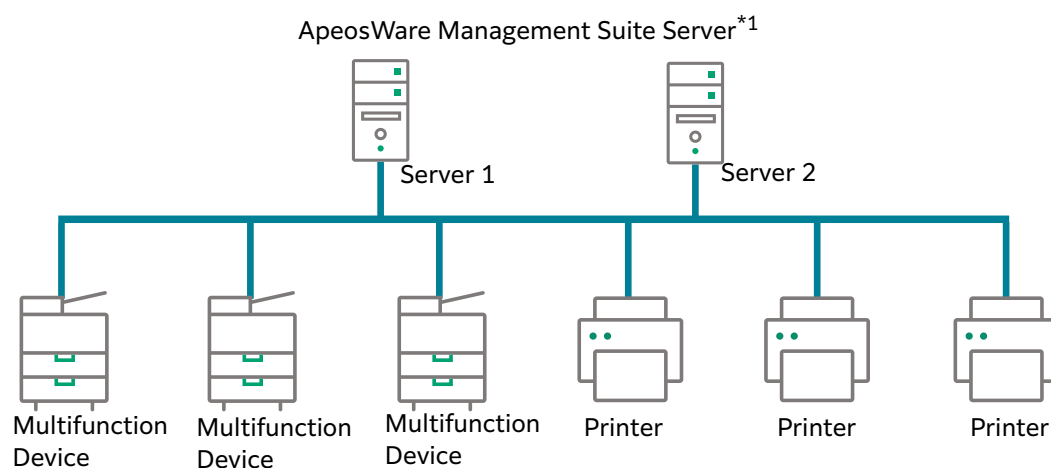 ApeosWare Management Suite Server*1
Server 1
Server 2
Multifunction
Device
Multifunction
Device
Multifunction
Device
Printer
Printer
Printer